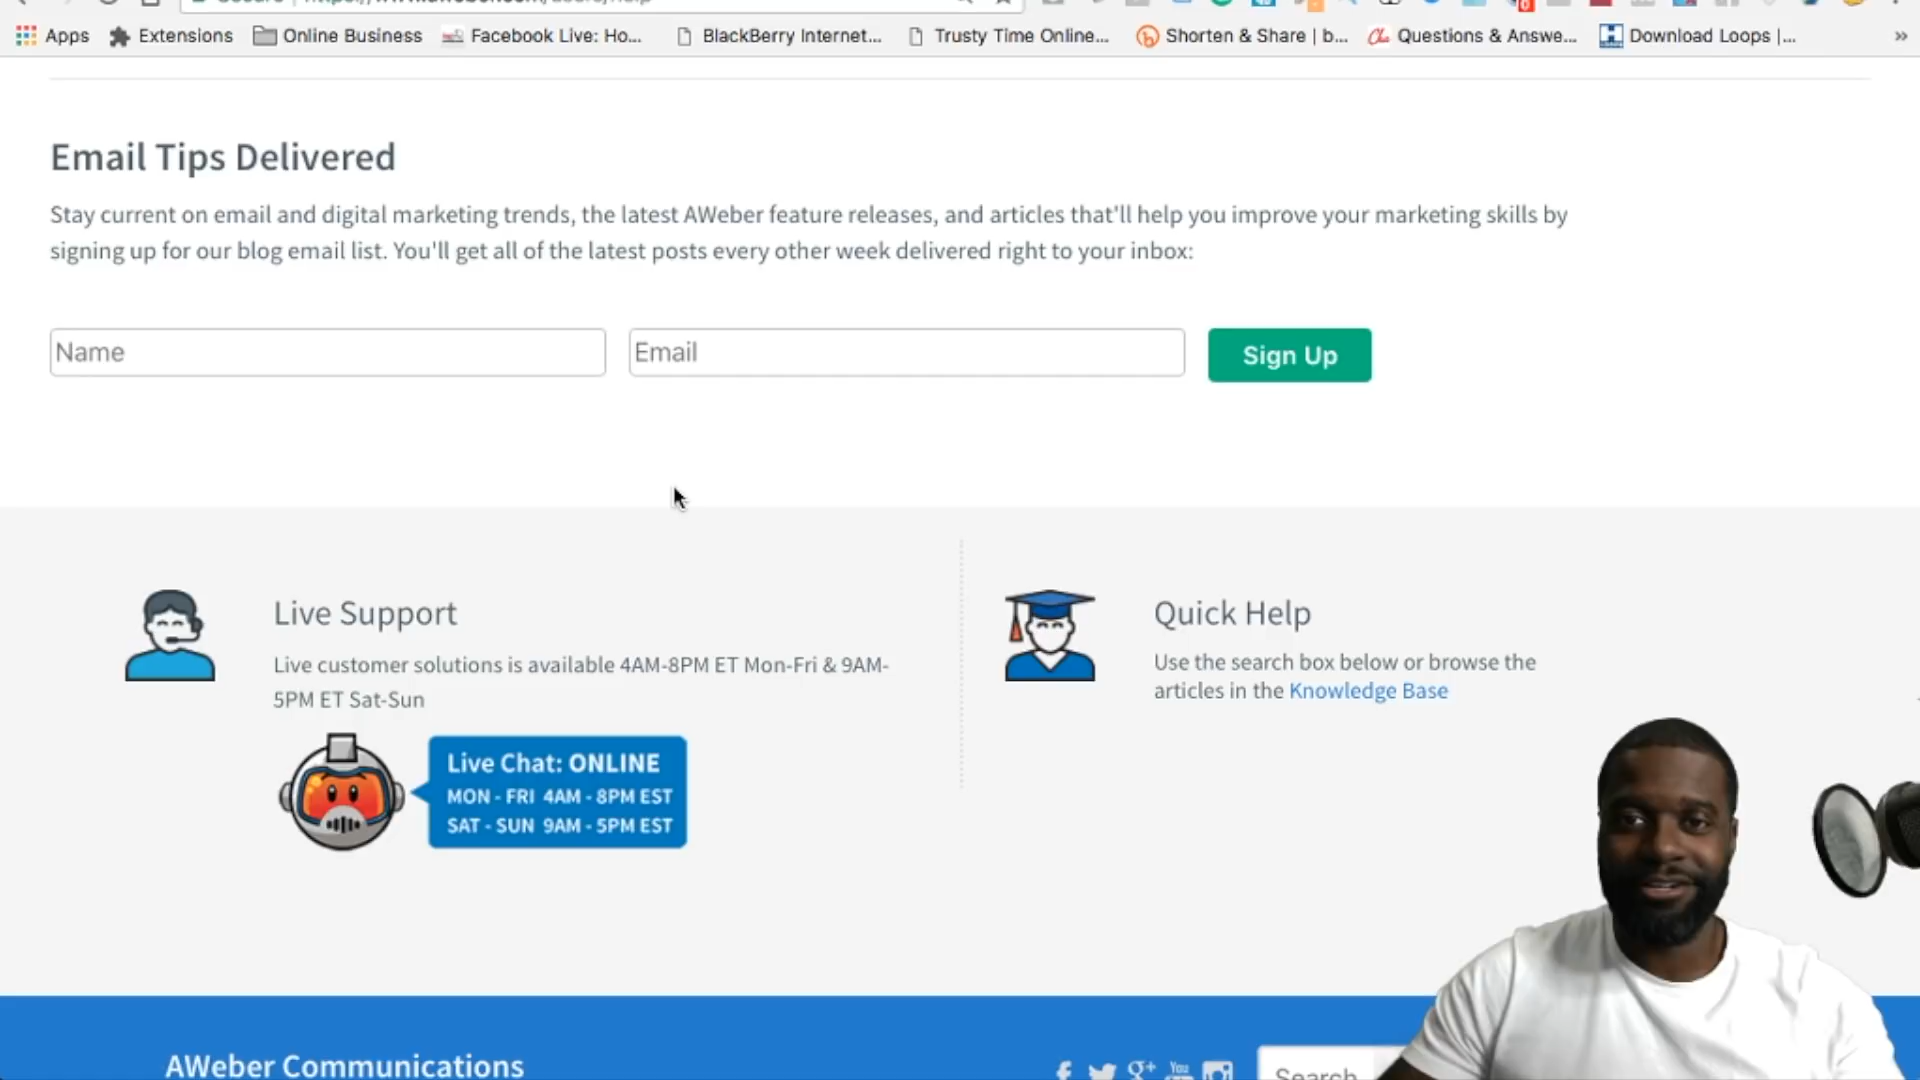 Apps Extensions Online Business Facebook Live: Ho... BlackBerry Internet... Trusty Time Online... Shorten & Share | b... Questions & Answe... Download Loops |... »
Email Tips Delivered
Stay current on email and digital marketing trends, the latest AWeber feature releases, and articles that'll help you improve your marketing skills by
signing up for our blog email list. You'll get all of the latest posts every other week delivered right to your inbox:
Name Email Sign Up
Live Support
Live customer solutions is available 4AM-8PM ET Mon-Fri & 9AM-
5PM ET Sat-Sun
Live Chat: ONLINE
MON - FRI 4AM - 8PM EST
SAT - SUN 9AM - 5PM EST
Quick Help
Use the search box below or browse the
articles in the Knowledge Base
AWeber Communications
Search